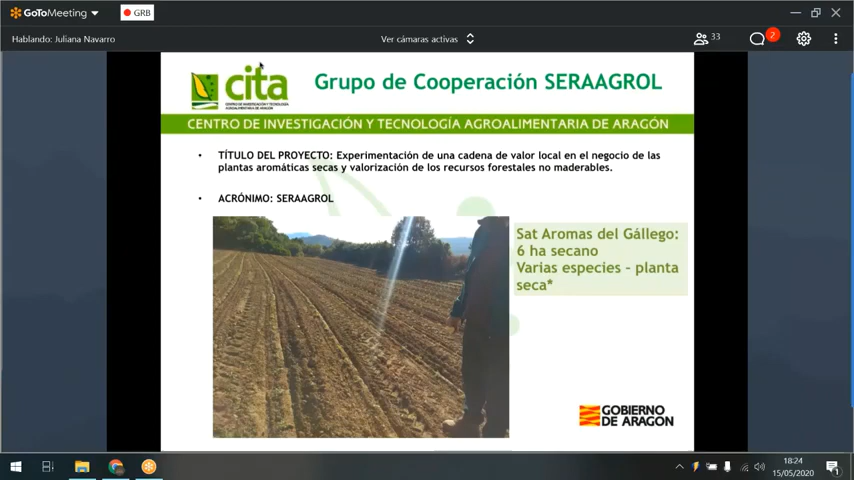 GoToMeeting
GRB
Hablando: Juliana Navarro
Ver cámaras activas
33
2
cita
CENTRO DE INVESTIGACIÓN Y TECNOLOGÍA
AGROALIMENTARIA DE ARAGÓN
Grupo de Cooperación SERAAGROL
CENTRO DE INVESTIGACIÓN Y TECNOLOGÍA AGROALIMENTARIA DE ARAGÓN
• TÍTULO DEL PROYECTO: Experimentación de una cadena de valor local en el negocio de las
plantas aromáticas secas y valorización de los recursos forestales no maderables.
• ACRÓNIMO: SERAAGROL
Sat Aromas del Gállego:
6 ha secano
Varias especies - planta
seca*
GOBIERNO
DE ARAGON
18:24
15/05/2020
1